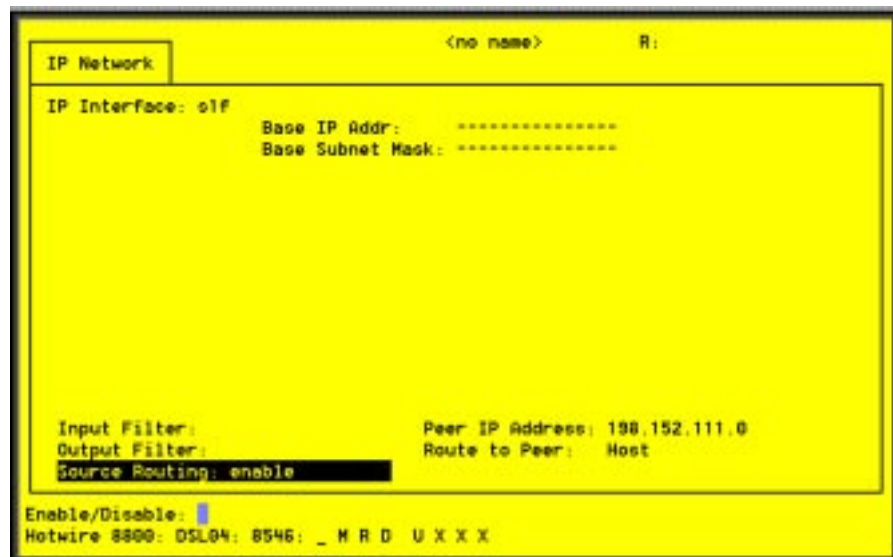 <no name> R:
IP Network
IP Interface: s1f
Base IP Addr: ---------------
Base Subnet Mask: ---------------
Input Filter: Peer IP Address: 198.152.111.0
Output Filter: Route to Peer: Host
Source Routing: enable
Enable/Disable:
Hotwire 8800: DSL04: 8546: _ M R D U X X X